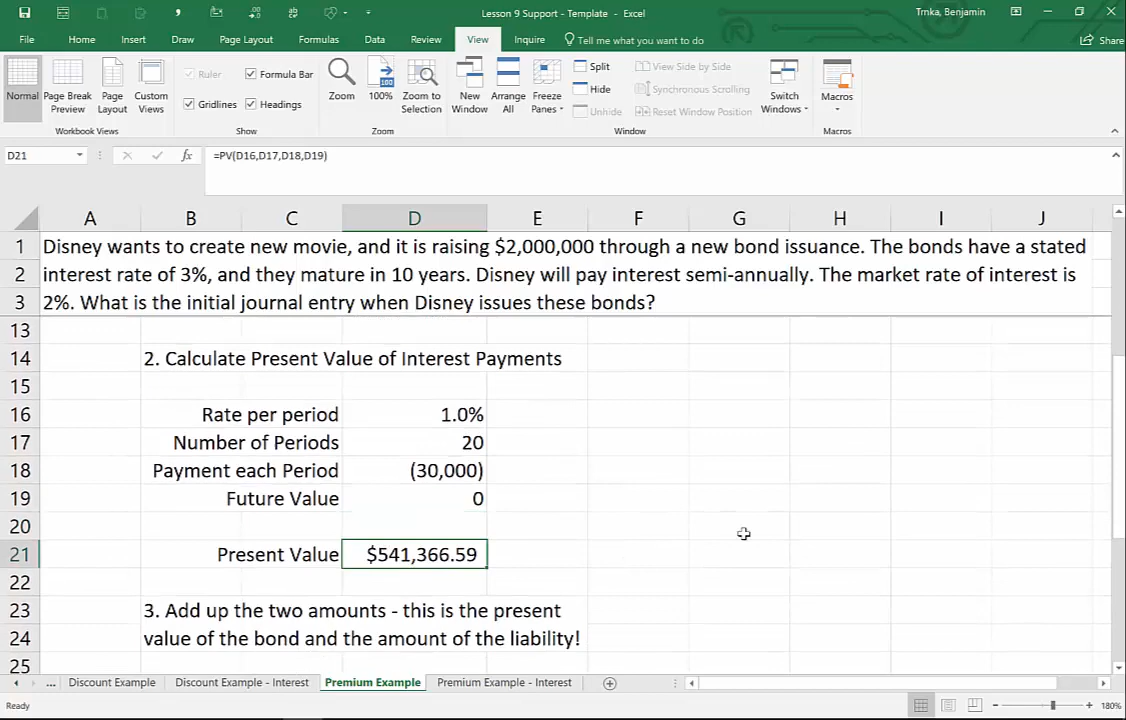 Lesson 9 Support - Template - Excel
Trnka, Benjamin
File Home Insert Draw Page Layout Formulas Data Review View Inquire Tell me what you want to do Share
Normal
Page Break Preview
Page Layout
Custom Views
Workbook Views
Ruler
Formula Bar
Gridlines
Headings
Show
Zoom
100%
Zoom to Selection
Zoom
New Window
Arrange All
Freeze Panes
Split
Hide
Unhide
View Side by Side
Synchronous Scrolling
Reset Window Position
Window
Switch Windows
Macros
Macros
D21 fx =PV(D16,D17,D18,D19)
A B C D E F G H I J
1 Disney wants to create new movie, and it is raising $2,000,000 through a new bond issuance. The bonds have a stated
2 interest rate of 3%, and they mature in 10 years. Disney will pay interest semi-annually. The market rate of interest is
3 2%. What is the initial journal entry when Disney issues these bonds?
13
14 2. Calculate Present Value of Interest Payments
15
16 Rate per period 1.0%
17 Number of Periods 20
18 Payment each Period (30,000)
19 Future Value 0
20
21 Present Value $541,366.59
22
23 3. Add up the two amounts - this is the present
24 value of the bond and the amount of the liability!
25
... Discount Example Discount Example - Interest Premium Example Premium Example - Interest
Ready 180%